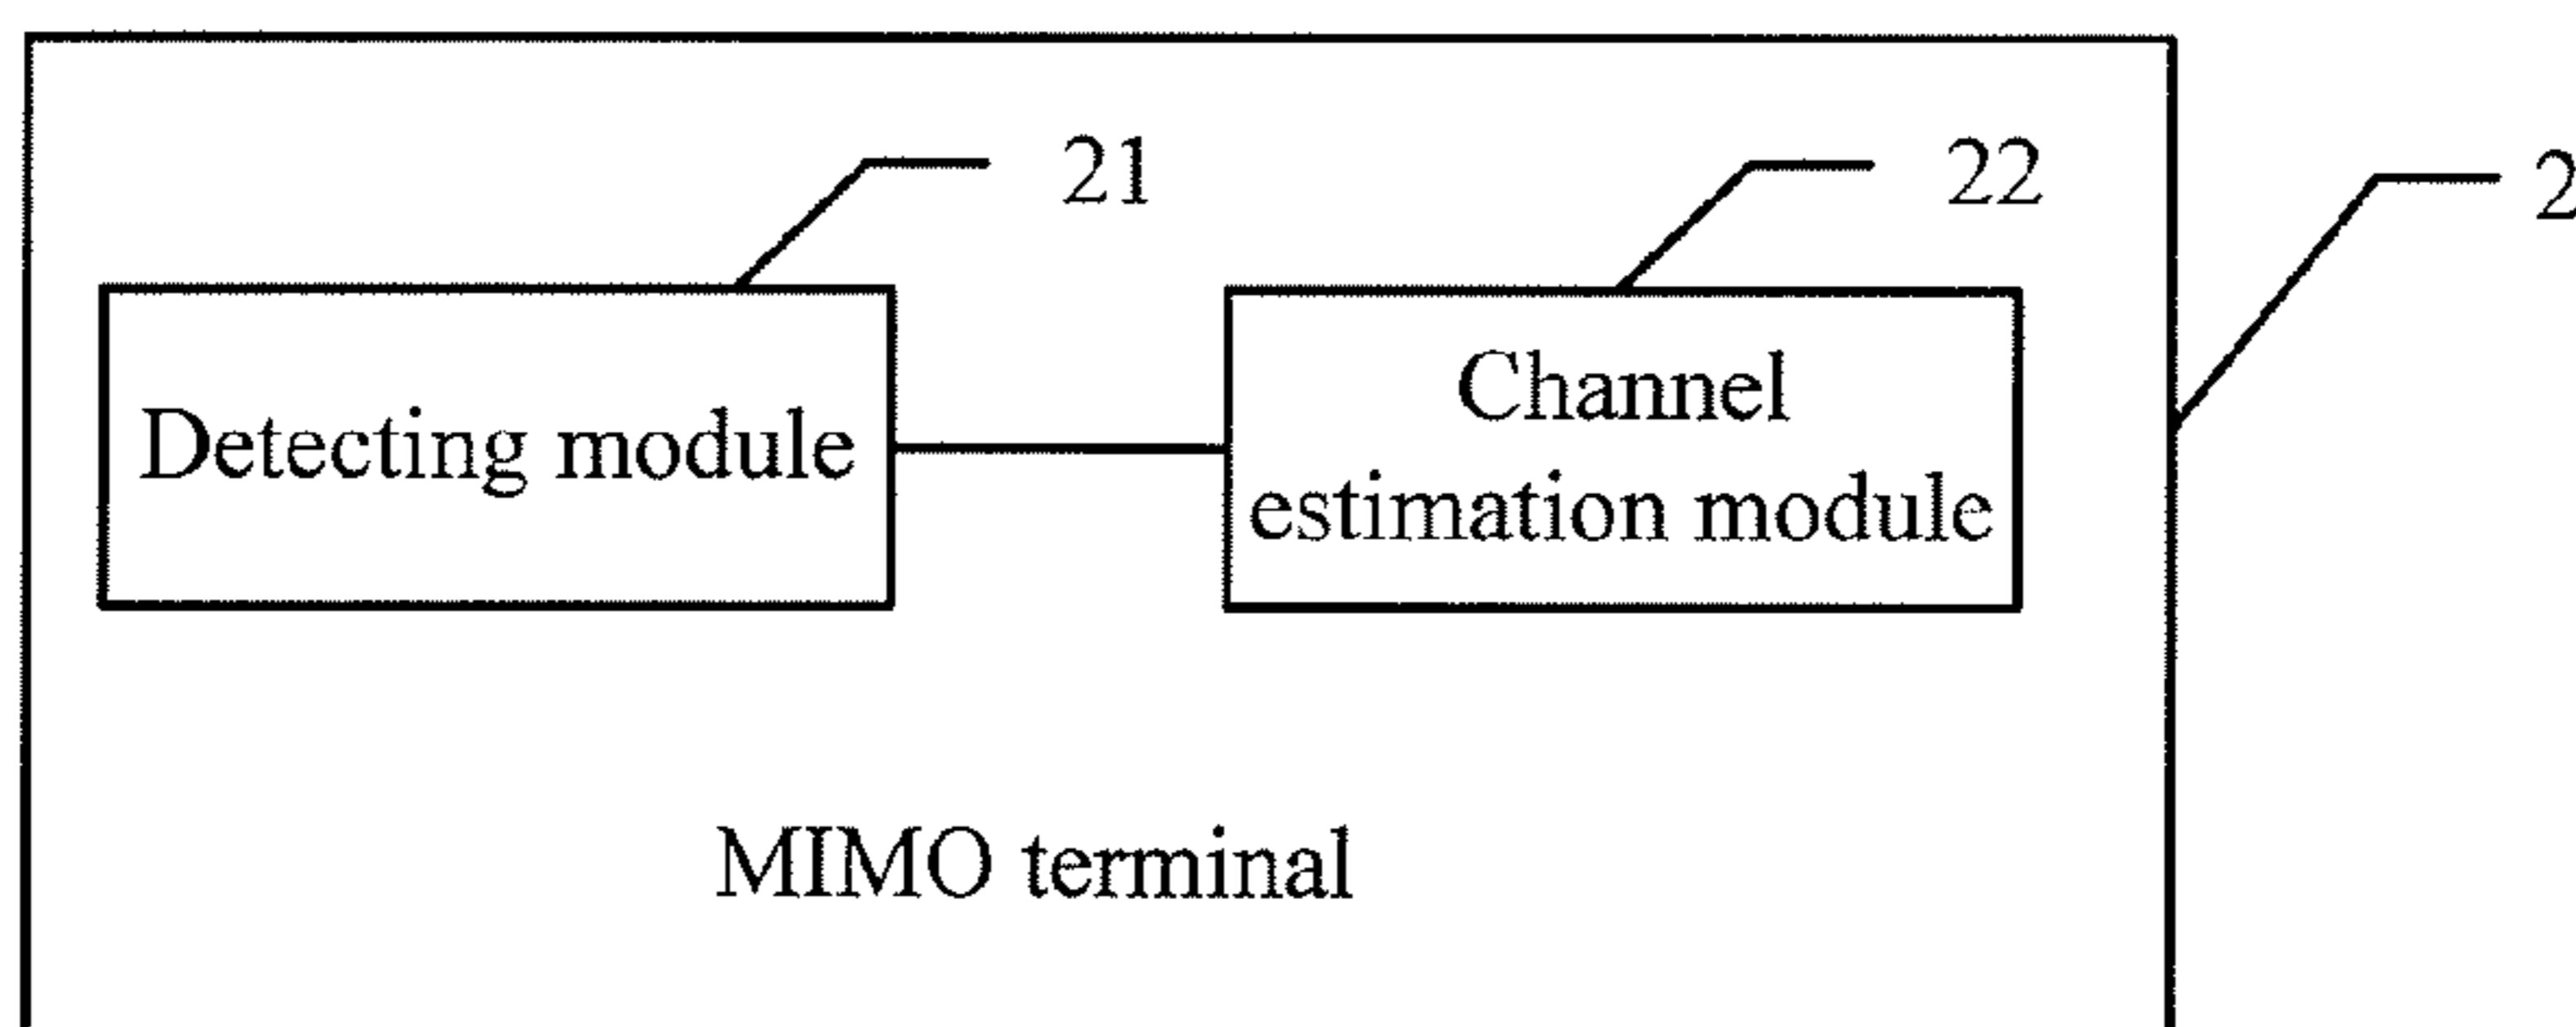 21
22
2
Detecting module
Channel
estimation module
MIMO terminal